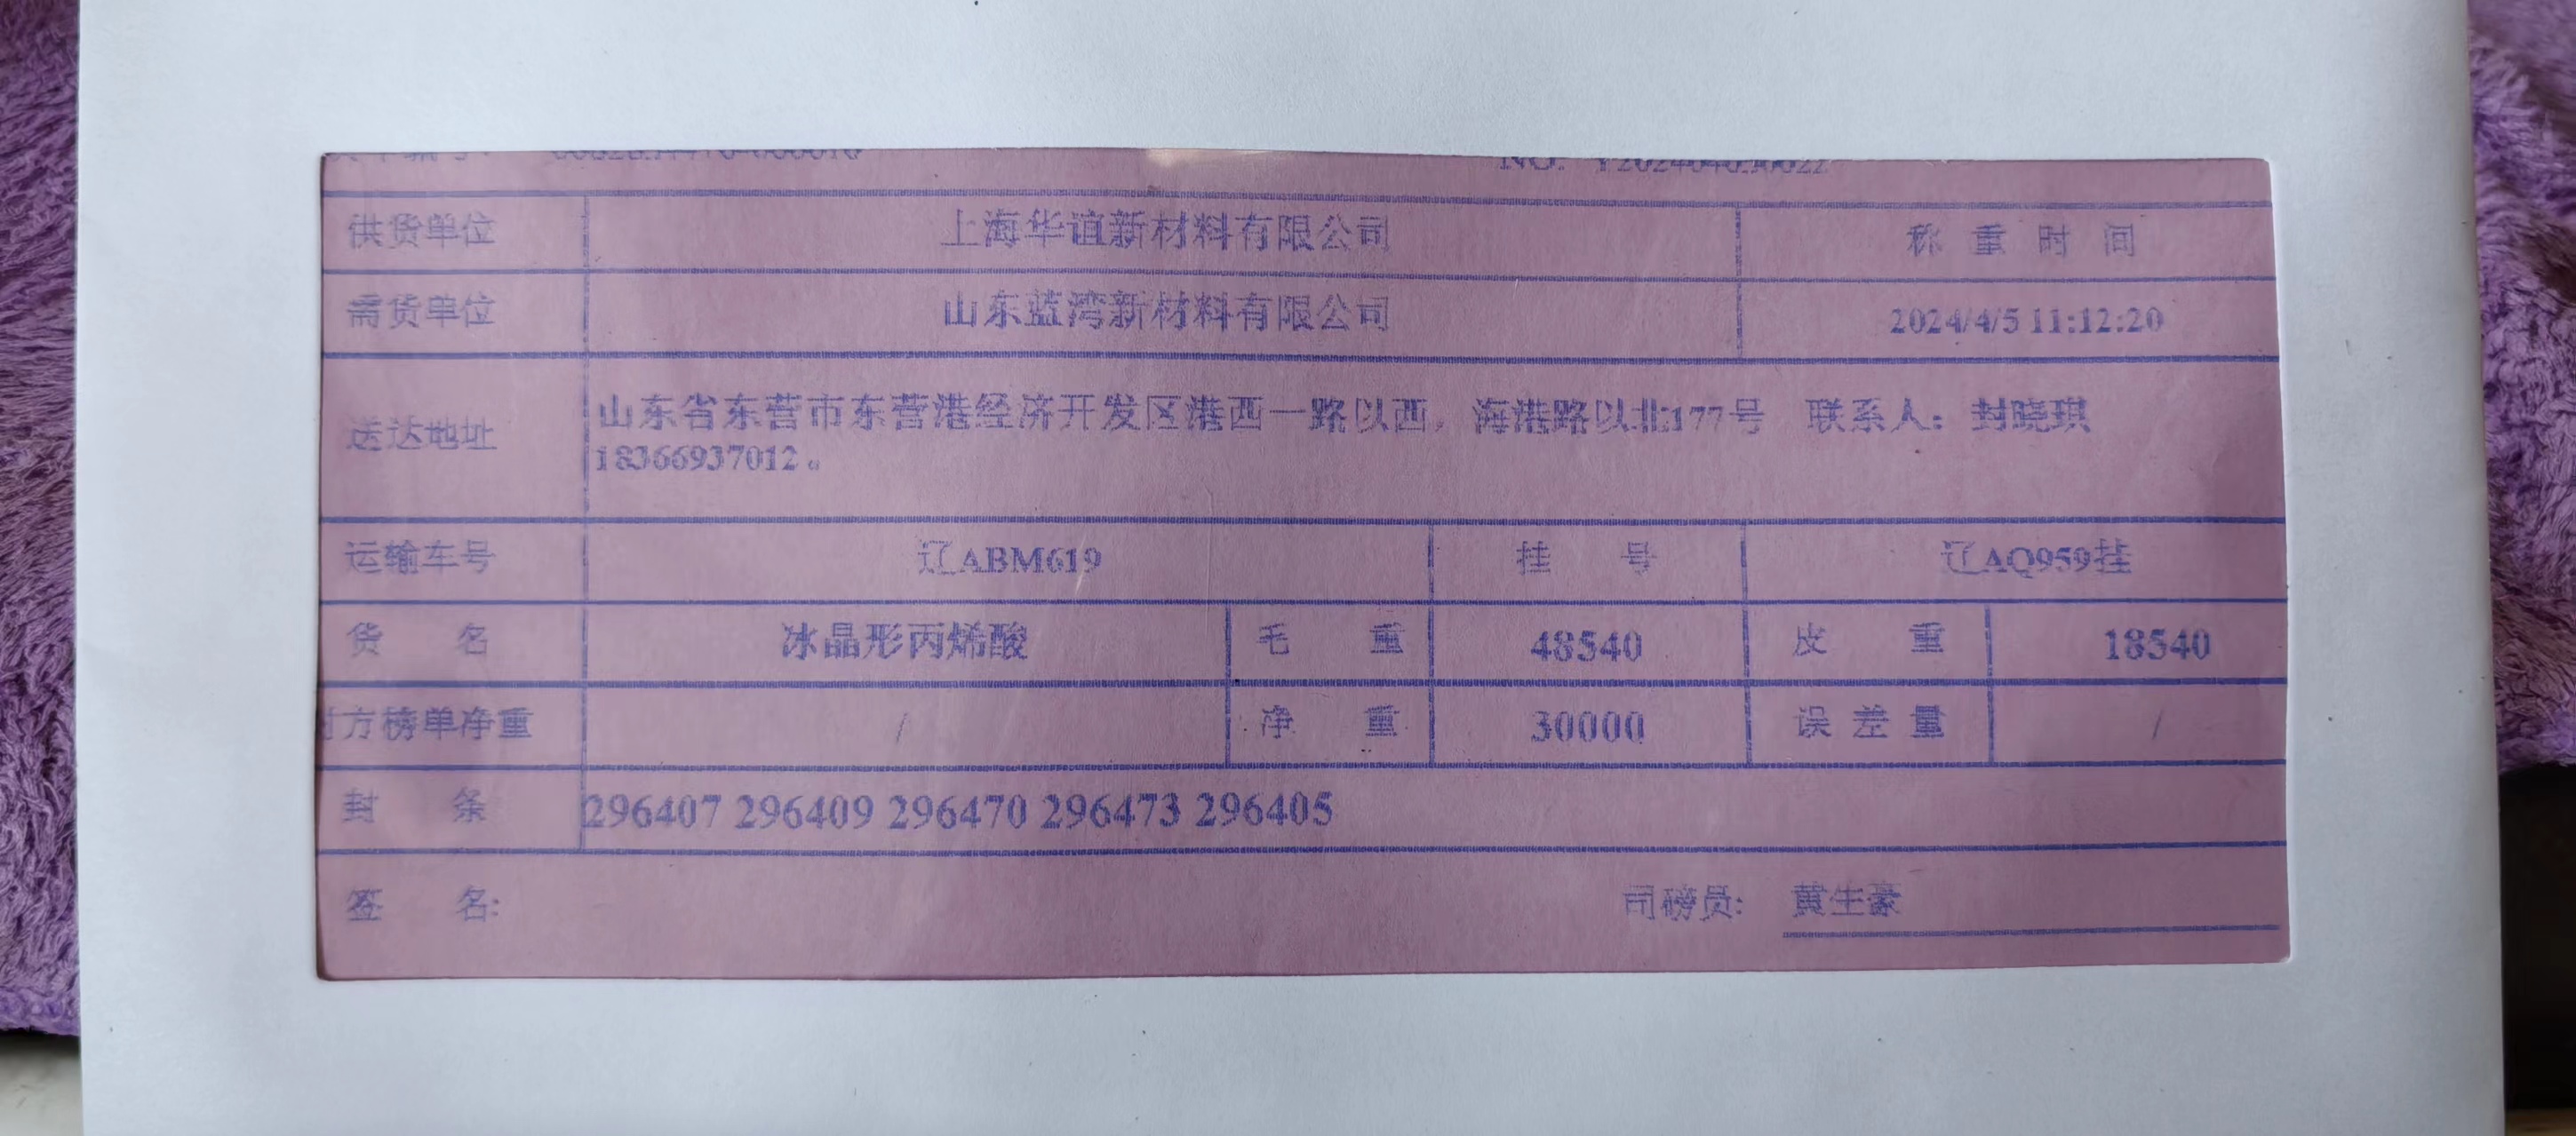 供货单位 上海华谊新材料有限公司 称重时间
需货单位 山东蓝湾新材料有限公司 2024/4/5 11:12:20
送达地址 山东省东营市东营港经济开发区港西一路以西，海港路以北177号 联系人：封晓琪
18366937012。
运输车号 辽ABM619 挂号 辽AQ959挂
货名 冰晶形丙烯酸 毛重 48540 皮重 18540
方榜单净重 / 净重 30000 误差量 /
封条 296407 296409 296470 296473 296405
签名: 司磅员: 黄生豪